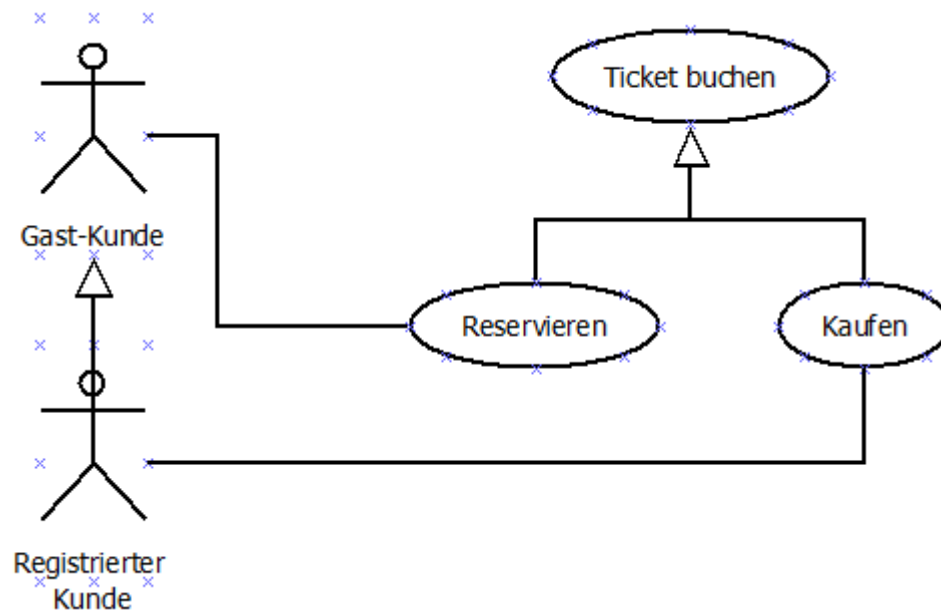 Ticket buchen
Gast-Kunde
Reservieren
Kaufen
Registrierter
Kunde